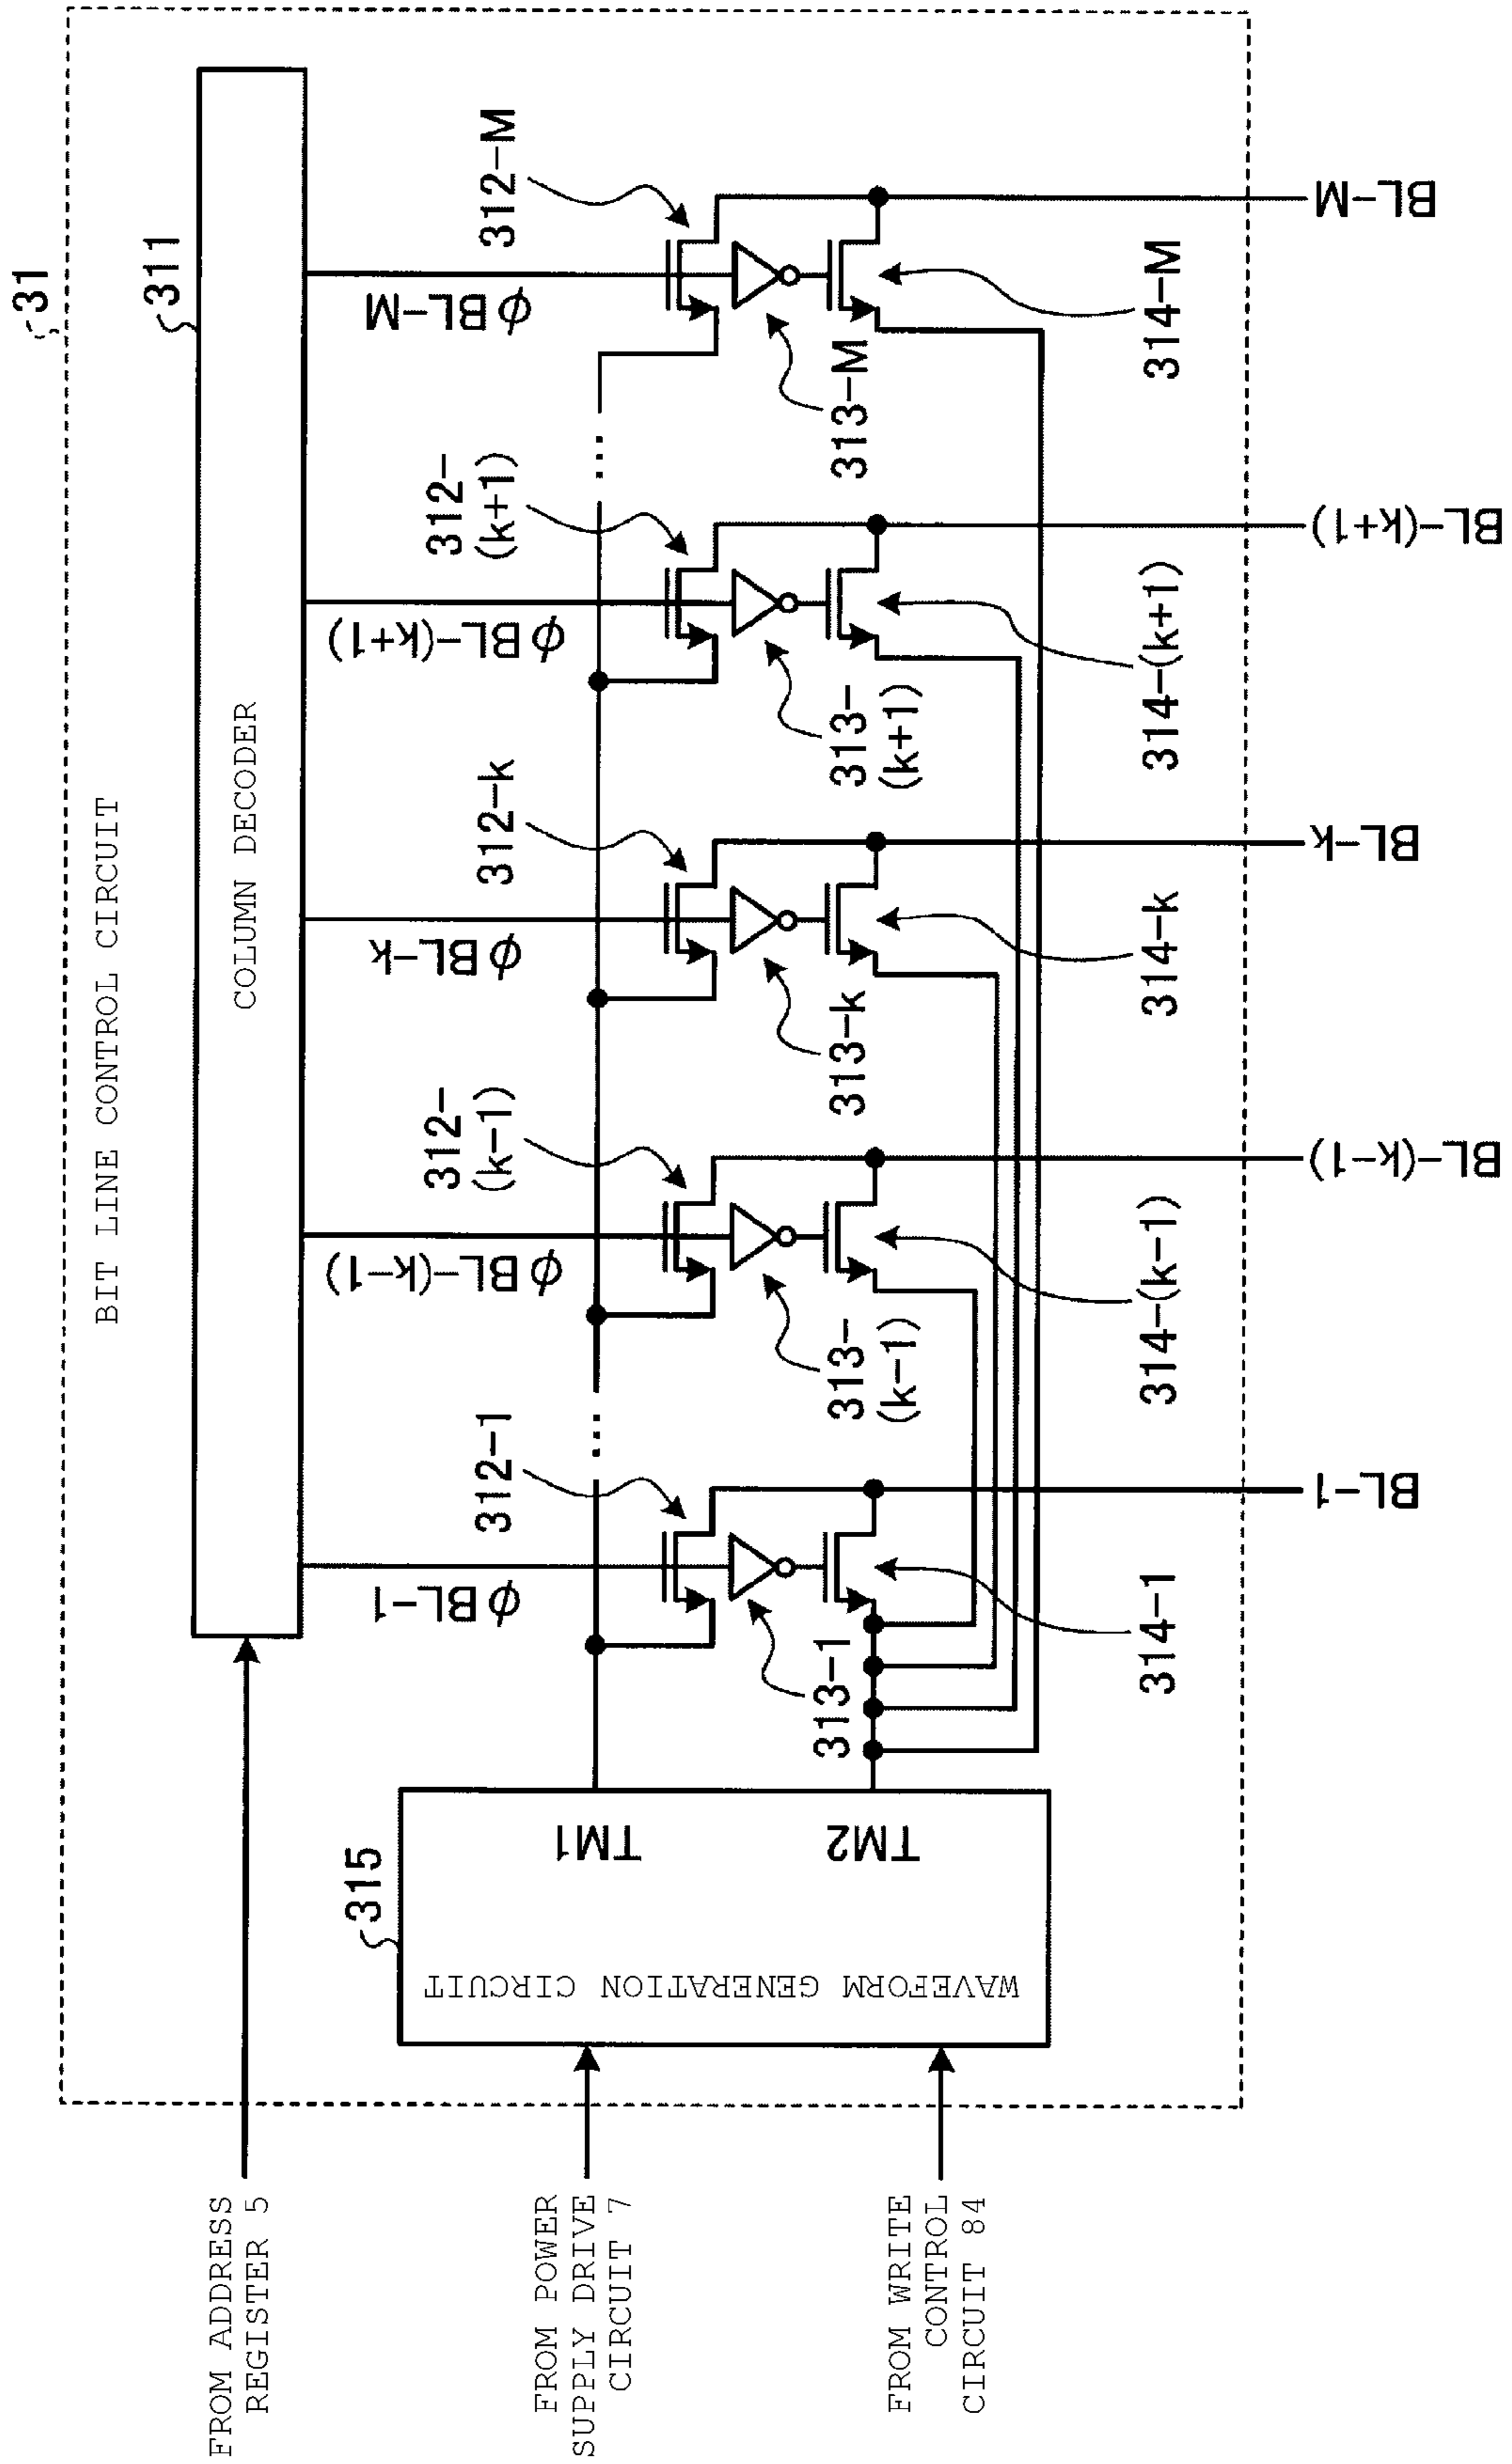 31
BIT LINE CONTROL CIRCUIT
311
COLUMN DECODER
FROM ADDRESS
REGISTER 5
φBL-1
φBL-(k-1)
φBL-k
φBL-(k+1)
φBL-M
312-1
312-
(k-1)
312-k
312-
(k+1)
312-M
313-1
313-
(k-1)
313-k
313-
(k+1)
313-M
314-1
314-(k-1)
314-k
314-(k+1)
314-M
315
WAVEFORM GENERATION CIRCUIT
TM1
TM2
FROM POWER
SUPPLY DRIVE
CIRCUIT 7
FROM WRITE
CONTROL
CIRCUIT 84
BL-1
BL-(k-1)
BL-k
BL-(k+1)
BL-M